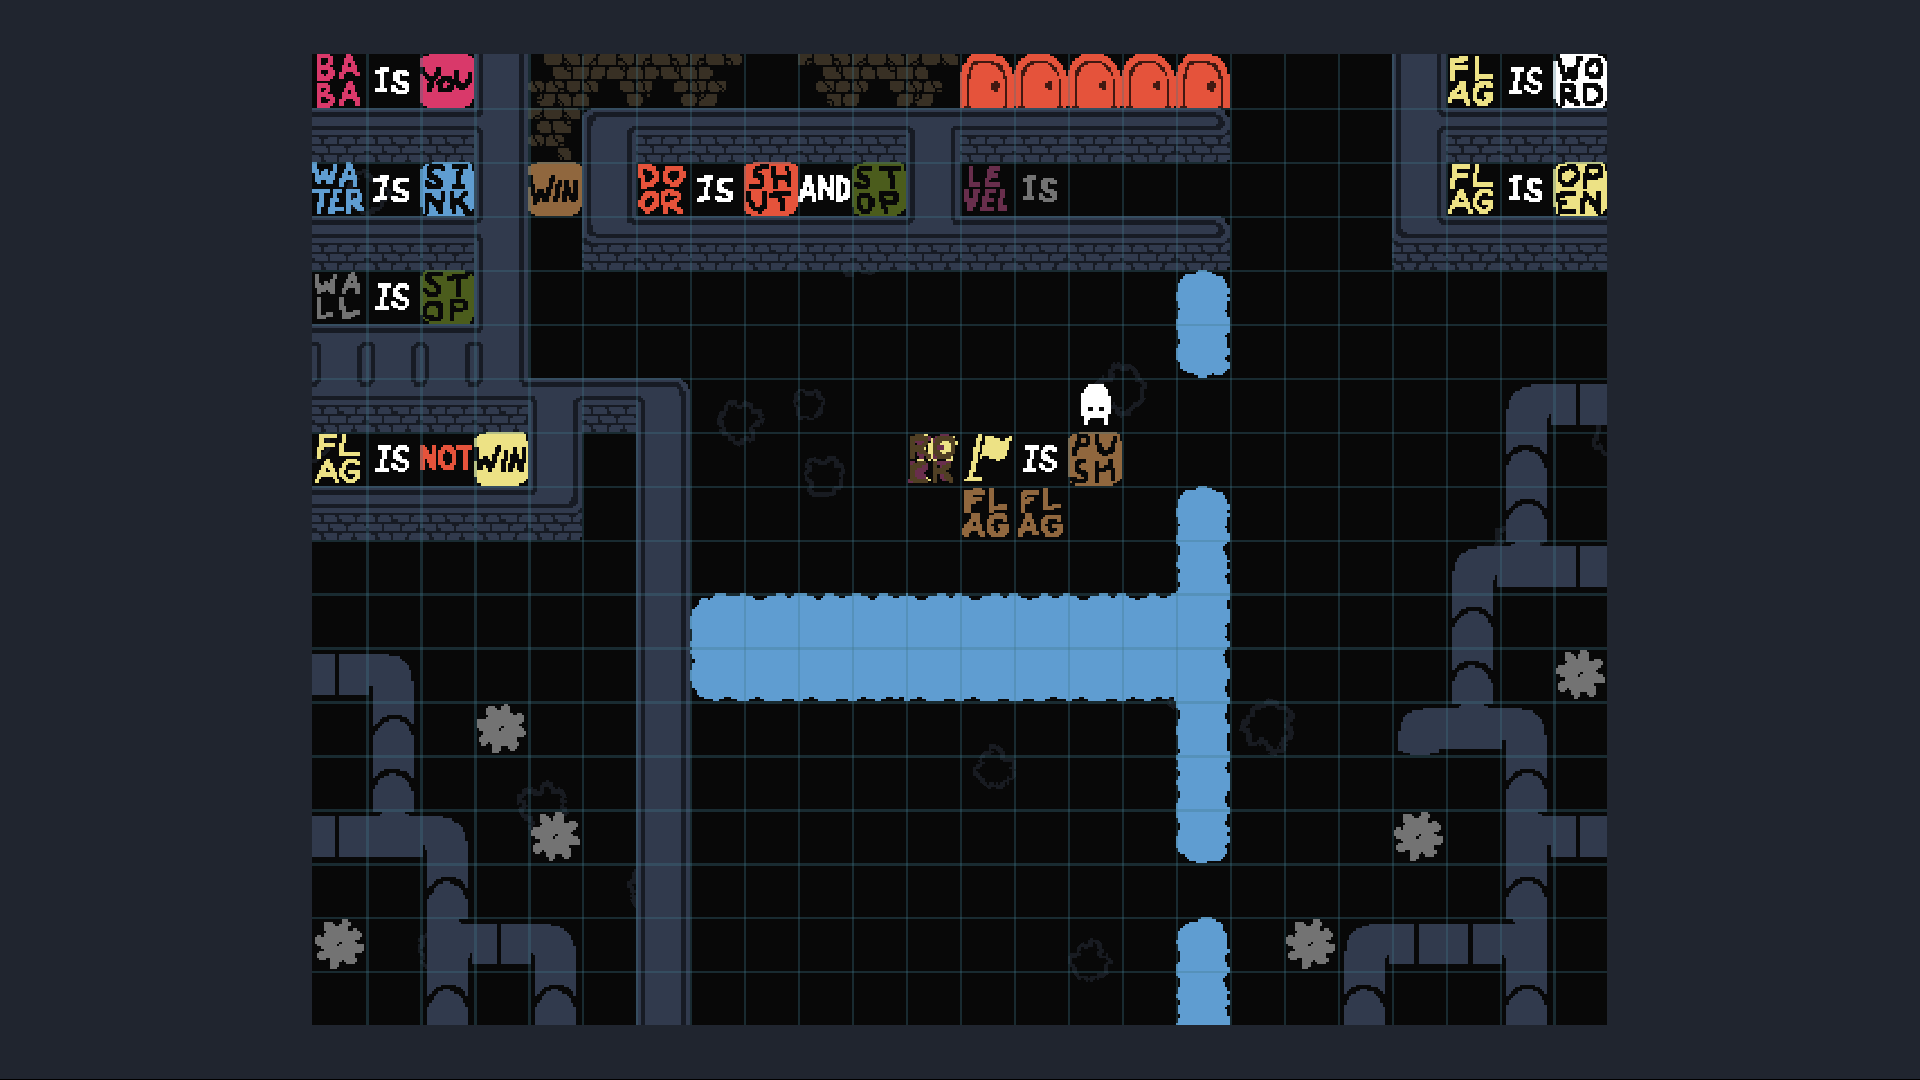 BABA IS YOU
FLAG IS WORD
WATER IS SINK
WIN
DOOR IS SHUT AND STOP
LEVEL IS
FLAG IS OPEN
WALL IS STOP
FLAG IS NOT WIN
IS PUSH
FLAG FLAG